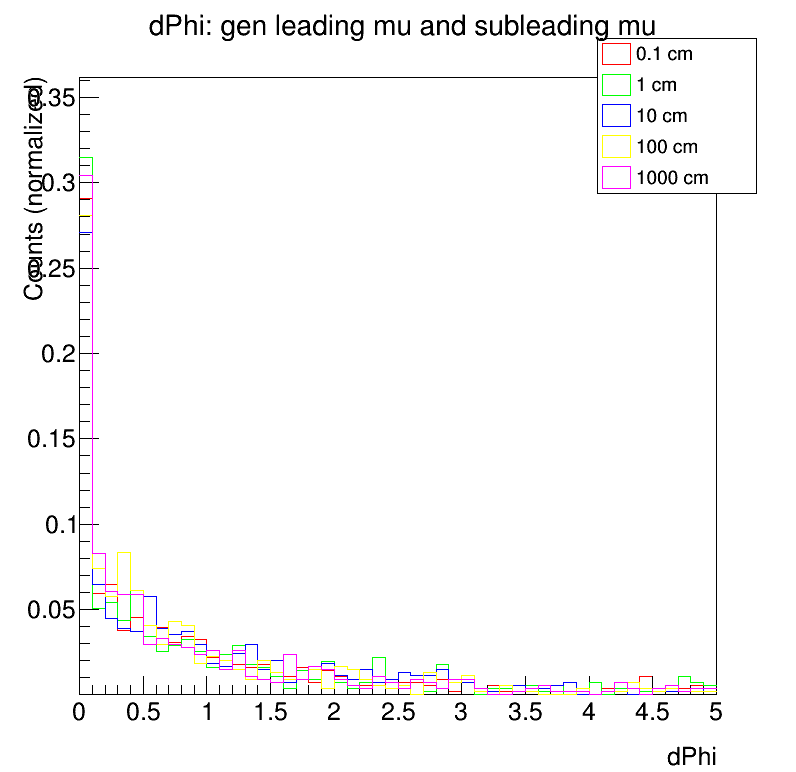 dPhi: gen leading mu and subleading mu
0.1 cm
1 cm
10 cm
100 cm
1000 cm
Counts (normalized)
0.35
0.3
0.25
0.2
0.15
0.1
0.05
0 0.5 1 1.5 2 2.5 3 3.5 4 4.5 5
dPhi